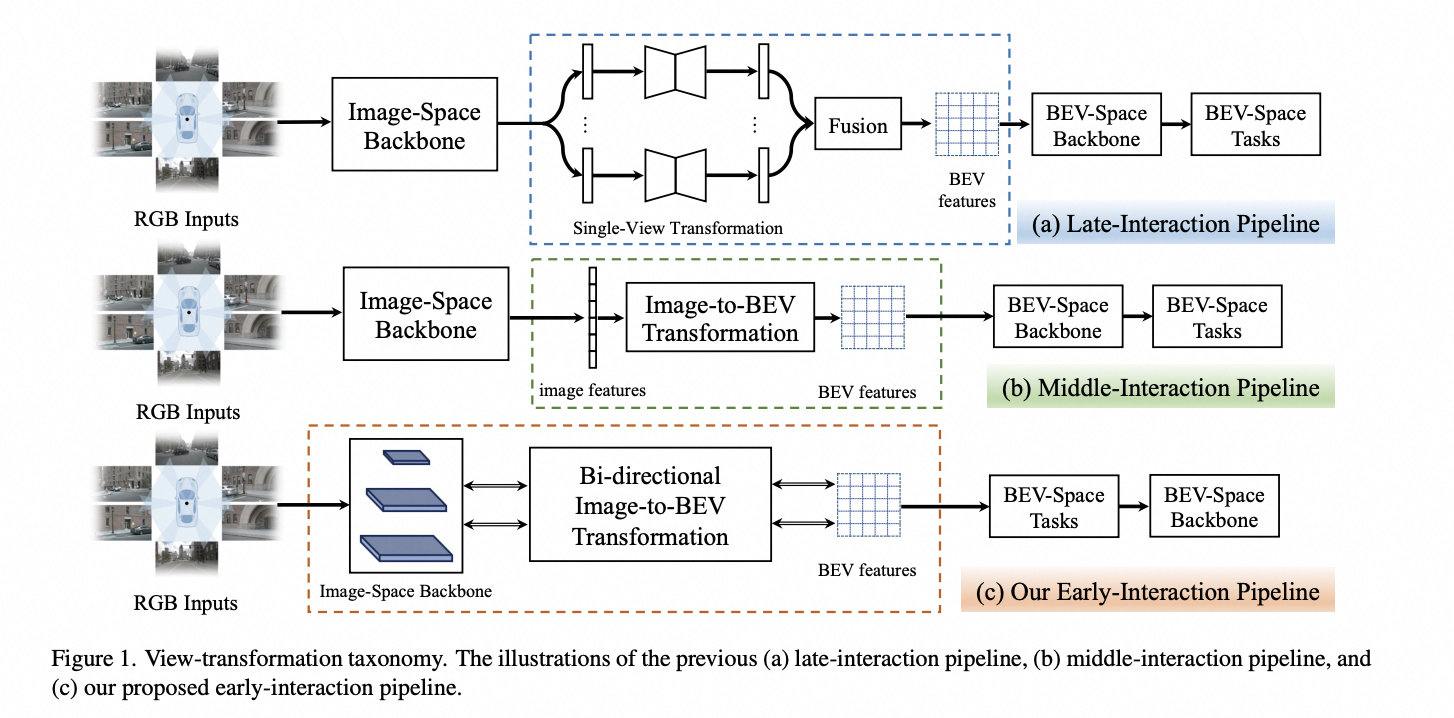 Image-Space
Backbone
Fusion
BEV-Space
Backbone
BEV-Space
Tasks
BEV
features
RGB Inputs
Single-View Transformation
(a) Late-Interaction Pipeline
Image-Space
Backbone
Image-to-BEV
Transformation
BEV-Space
Backbone
BEV-Space
Tasks
image features
BEV features
RGB Inputs
(b) Middle-Interaction Pipeline
Bi-directional
Image-to-BEV
Transformation
BEV-Space
Tasks
BEV-Space
Backbone
Image-Space Backbone
BEV features
RGB Inputs
(c) Our Early-Interaction Pipeline
Figure 1. View-transformation taxonomy. The illustrations of the previous (a) late-interaction pipeline, (b) middle-interaction pipeline, and
(c) our proposed early-interaction pipeline.